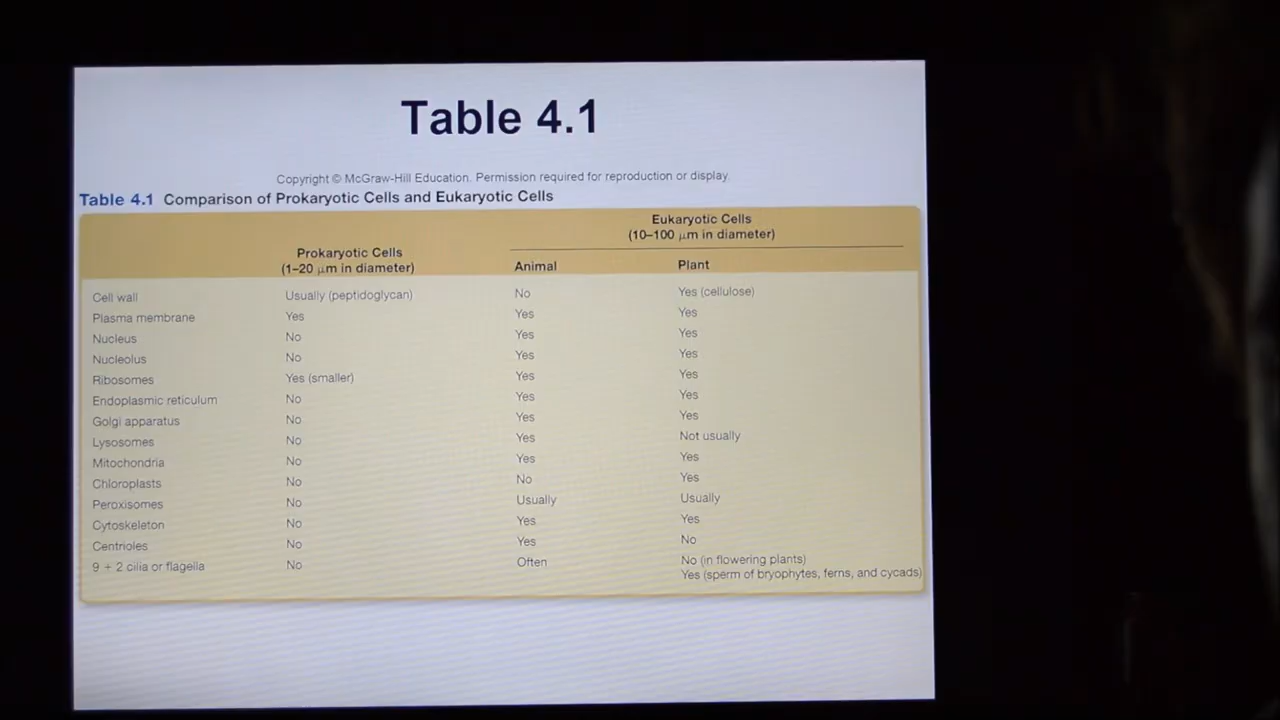 Table 4.1
Copyright © McGraw-Hill Education. Permission required for reproduction or display.
Table 4.1 Comparison of Prokaryotic Cells and Eukaryotic Cells
Eukaryotic Cells
(10–100 μm in diameter)
Prokaryotic Cells
(1–20 μm in diameter)
Animal Plant
Cell wall Usually (peptidoglycan) No Yes (cellulose)
Plasma membrane Yes Yes Yes
Nucleus No Yes Yes
Nucleolus No Yes Yes
Ribosomes Yes (smaller) Yes Yes
Endoplasmic reticulum No Yes Yes
Golgi apparatus No Yes Yes
Lysosomes No Yes Not usually
Mitochondria No Yes Yes
Chloroplasts No No Yes
Peroxisomes No Usually Usually
Cytoskeleton No Yes Yes
Centrioles No Yes No
9 + 2 cilia or flagella No Often No (in flowering plants)
Yes (sperm of bryophytes, ferns, and cycads)